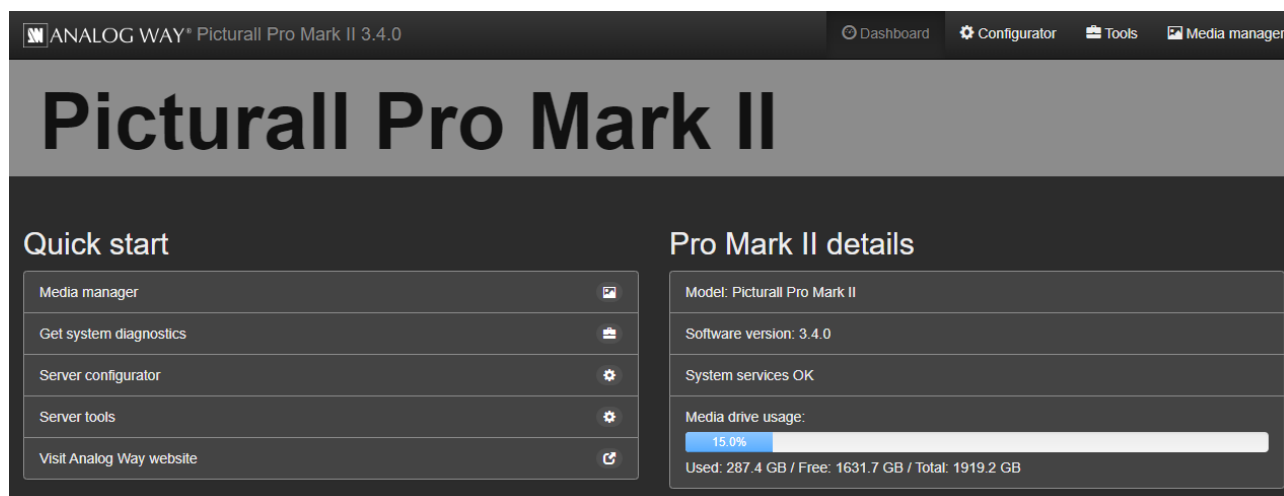 ANALOG WAY® Picturall Pro Mark II 3.4.0
Dashboard
Configurator
Tools
Media manager
Picturall Pro Mark II
Quick start
Media manager
Get system diagnostics
Server configurator
Server tools
Visit Analog Way website
Pro Mark II details
Model: Picturall Pro Mark II
Software version: 3.4.0
System services OK
Media drive usage:
15.0%
Used: 287.4 GB / Free: 1631.7 GB / Total: 1919.2 GB